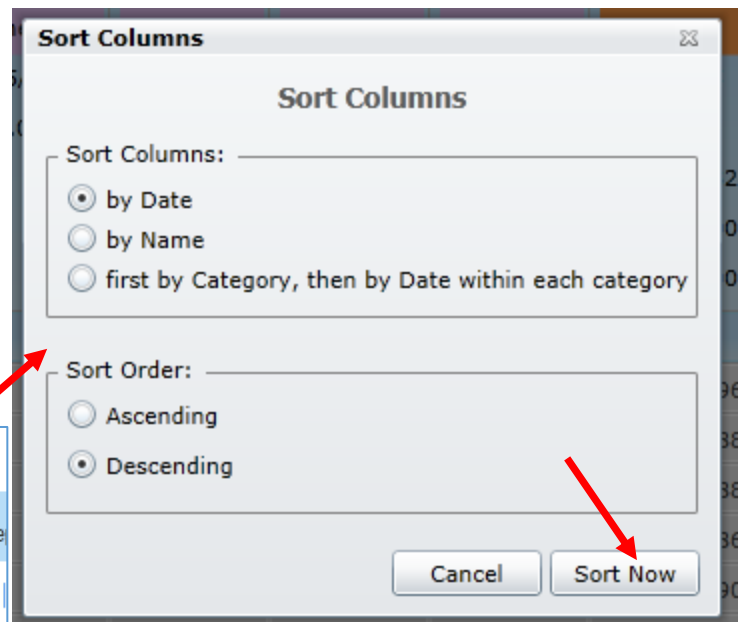 Sort Columns
Sort Columns
Sort Columns:
by Date
by Name
first by Category, then by Date within each category
Sort Order:
Ascending
Descending
Cancel
Sort Now